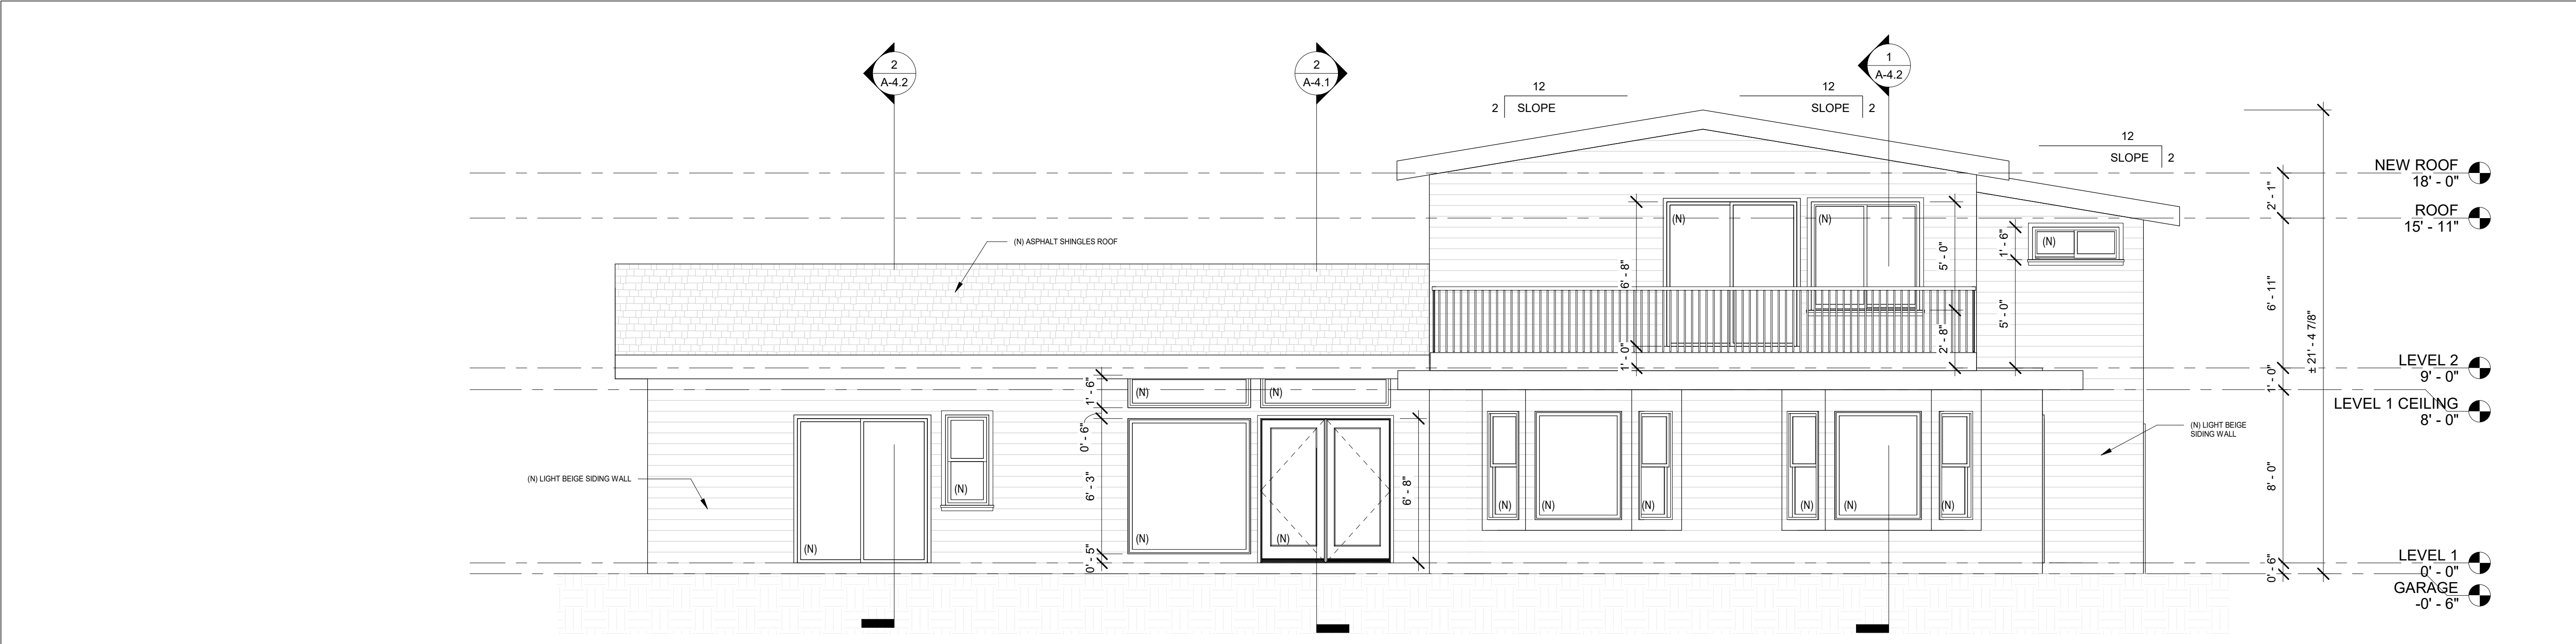 2
A-4.2
2
A-4.1
1
A-4.2
12
2 SLOPE
12
SLOPE 2
12
SLOPE 2
NEW ROOF
18' - 0"
2' - 1"
ROOF
15' - 11"
(N)
(N)
(N)
1' - 6"
(N) ASPHALT SHINGLES ROOF
6' - 8"
5' - 0"
5' - 0"
6' - 11"
± 21' - 4 7/8"
1' - 0"
2' - 8"
LEVEL 2
9' - 0"
1' - 0"
1' - 6"
(N)
(N)
LEVEL 1 CEILING
8' - 0"
0' - 6"
(N) LIGHT BEIGE
SIDING WALL
(N) LIGHT BEIGE SIDING WALL
6' - 3"
6' - 8"
8' - 0"
(N)
(N)
(N)
(N)
(N)
(N)
(N)
(N)
(N)
(N)
0' - 5"
LEVEL 1
0' - 0"
0' - 6"
GARAGE
-0' - 6"